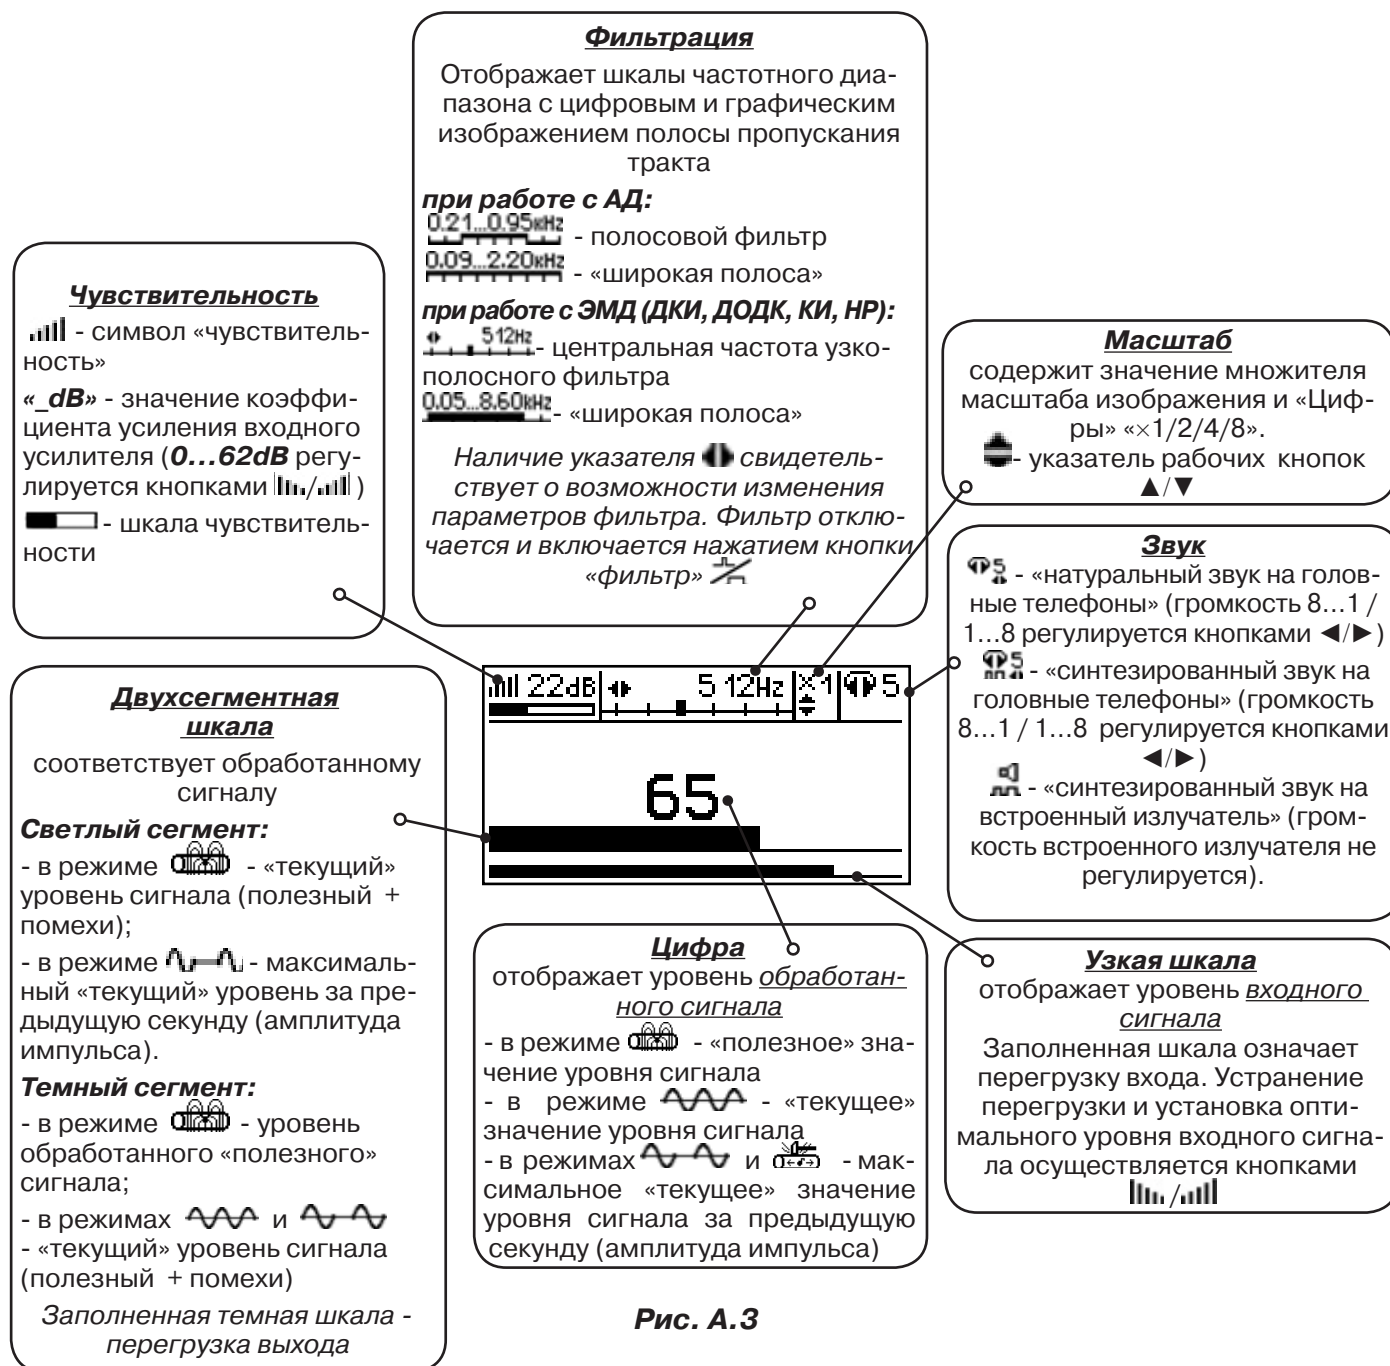 Фильтрация
Отображает шкалы частотного диа-
пазона с цифровым и графическим
изображением полосы пропускания
тракта
при работе с АД:
0.21...0.95кHz - полосовой фильтр
0.09...2.20кHz - «широкая полоса»
при работе с ЭМД (ДКИ, ДОДК, КИ, НР):
512Hz - центральная частота узко-
полосного фильтра
0.05...8.60кHz - «широкая полоса»
Наличие указателя свидетель-
ствует о возможности изменения
параметров фильтра. Фильтр отклю-
чается и включается нажатием кнопки
«фильтр»
Чувствительность
- символ «чувствитель-
ность»
«_dB» - значение коэффи-
циента усиления входного
усилителя (0...62dB регу-
лируется кнопками / )
- шкала чувствитель-
ности
Масштаб
содержит значение множителя
масштаба изображения и «Циф-
ры» «×1/2/4/8».
- указатель рабочих кнопок
▲/▼
Звук
5 - «натуральный звук на голов-
ные телефоны» (громкость 8...1 /
1...8 регулируется кнопками ◄/►)
5 - «синтезированный звук на
головные телефоны» (громкость
8...1 / 1...8 регулируется кнопками
◄/►)
- «синтезированный звук на
встроенный излучатель» (гром-
кость встроенного излучателя не
регулируется).
22dB 512Hz ×1 5
65
Двухсегментная
шкала
соответствует обработанному
сигналу
Светлый сегмент:
- в режиме - «текущий»
уровень сигнала (полезный +
помехи);
- в режиме - максималь-
ный «текущий» уровень за пре-
дыдущую секунду (амплитуда
импульса).
Темный сегмент:
- в режиме - уровень
обработанного «полезного»
сигнала;
- в режимах и
- «текущий» уровень сигнала
(полезный + помехи)
Заполненная темная шкала -
перегрузка выхода
Цифра
отображает уровень обработан-
ного сигнала
- в режиме - «полезное» зна-
чение уровня сигнала
- в режиме - «текущее»
значение уровня сигнала
- в режимах и - мак-
симальное «текущее» значение
уровня сигнала за предыдущую
секунду (амплитуда импульса)
Узкая шкала
отображает уровень входного
сигнала
Заполненная шкала означает
перегрузку входа. Устранение
перегрузки и установка опти-
мального уровня входного сигна-
ла осуществляется кнопками
/
Рис. А.3